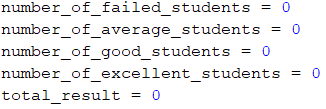 number_of_failed_students = 0
number_of_average_students = 0
number_of_good_students = 0
number_of_excellent_students = 0
total_result = 0